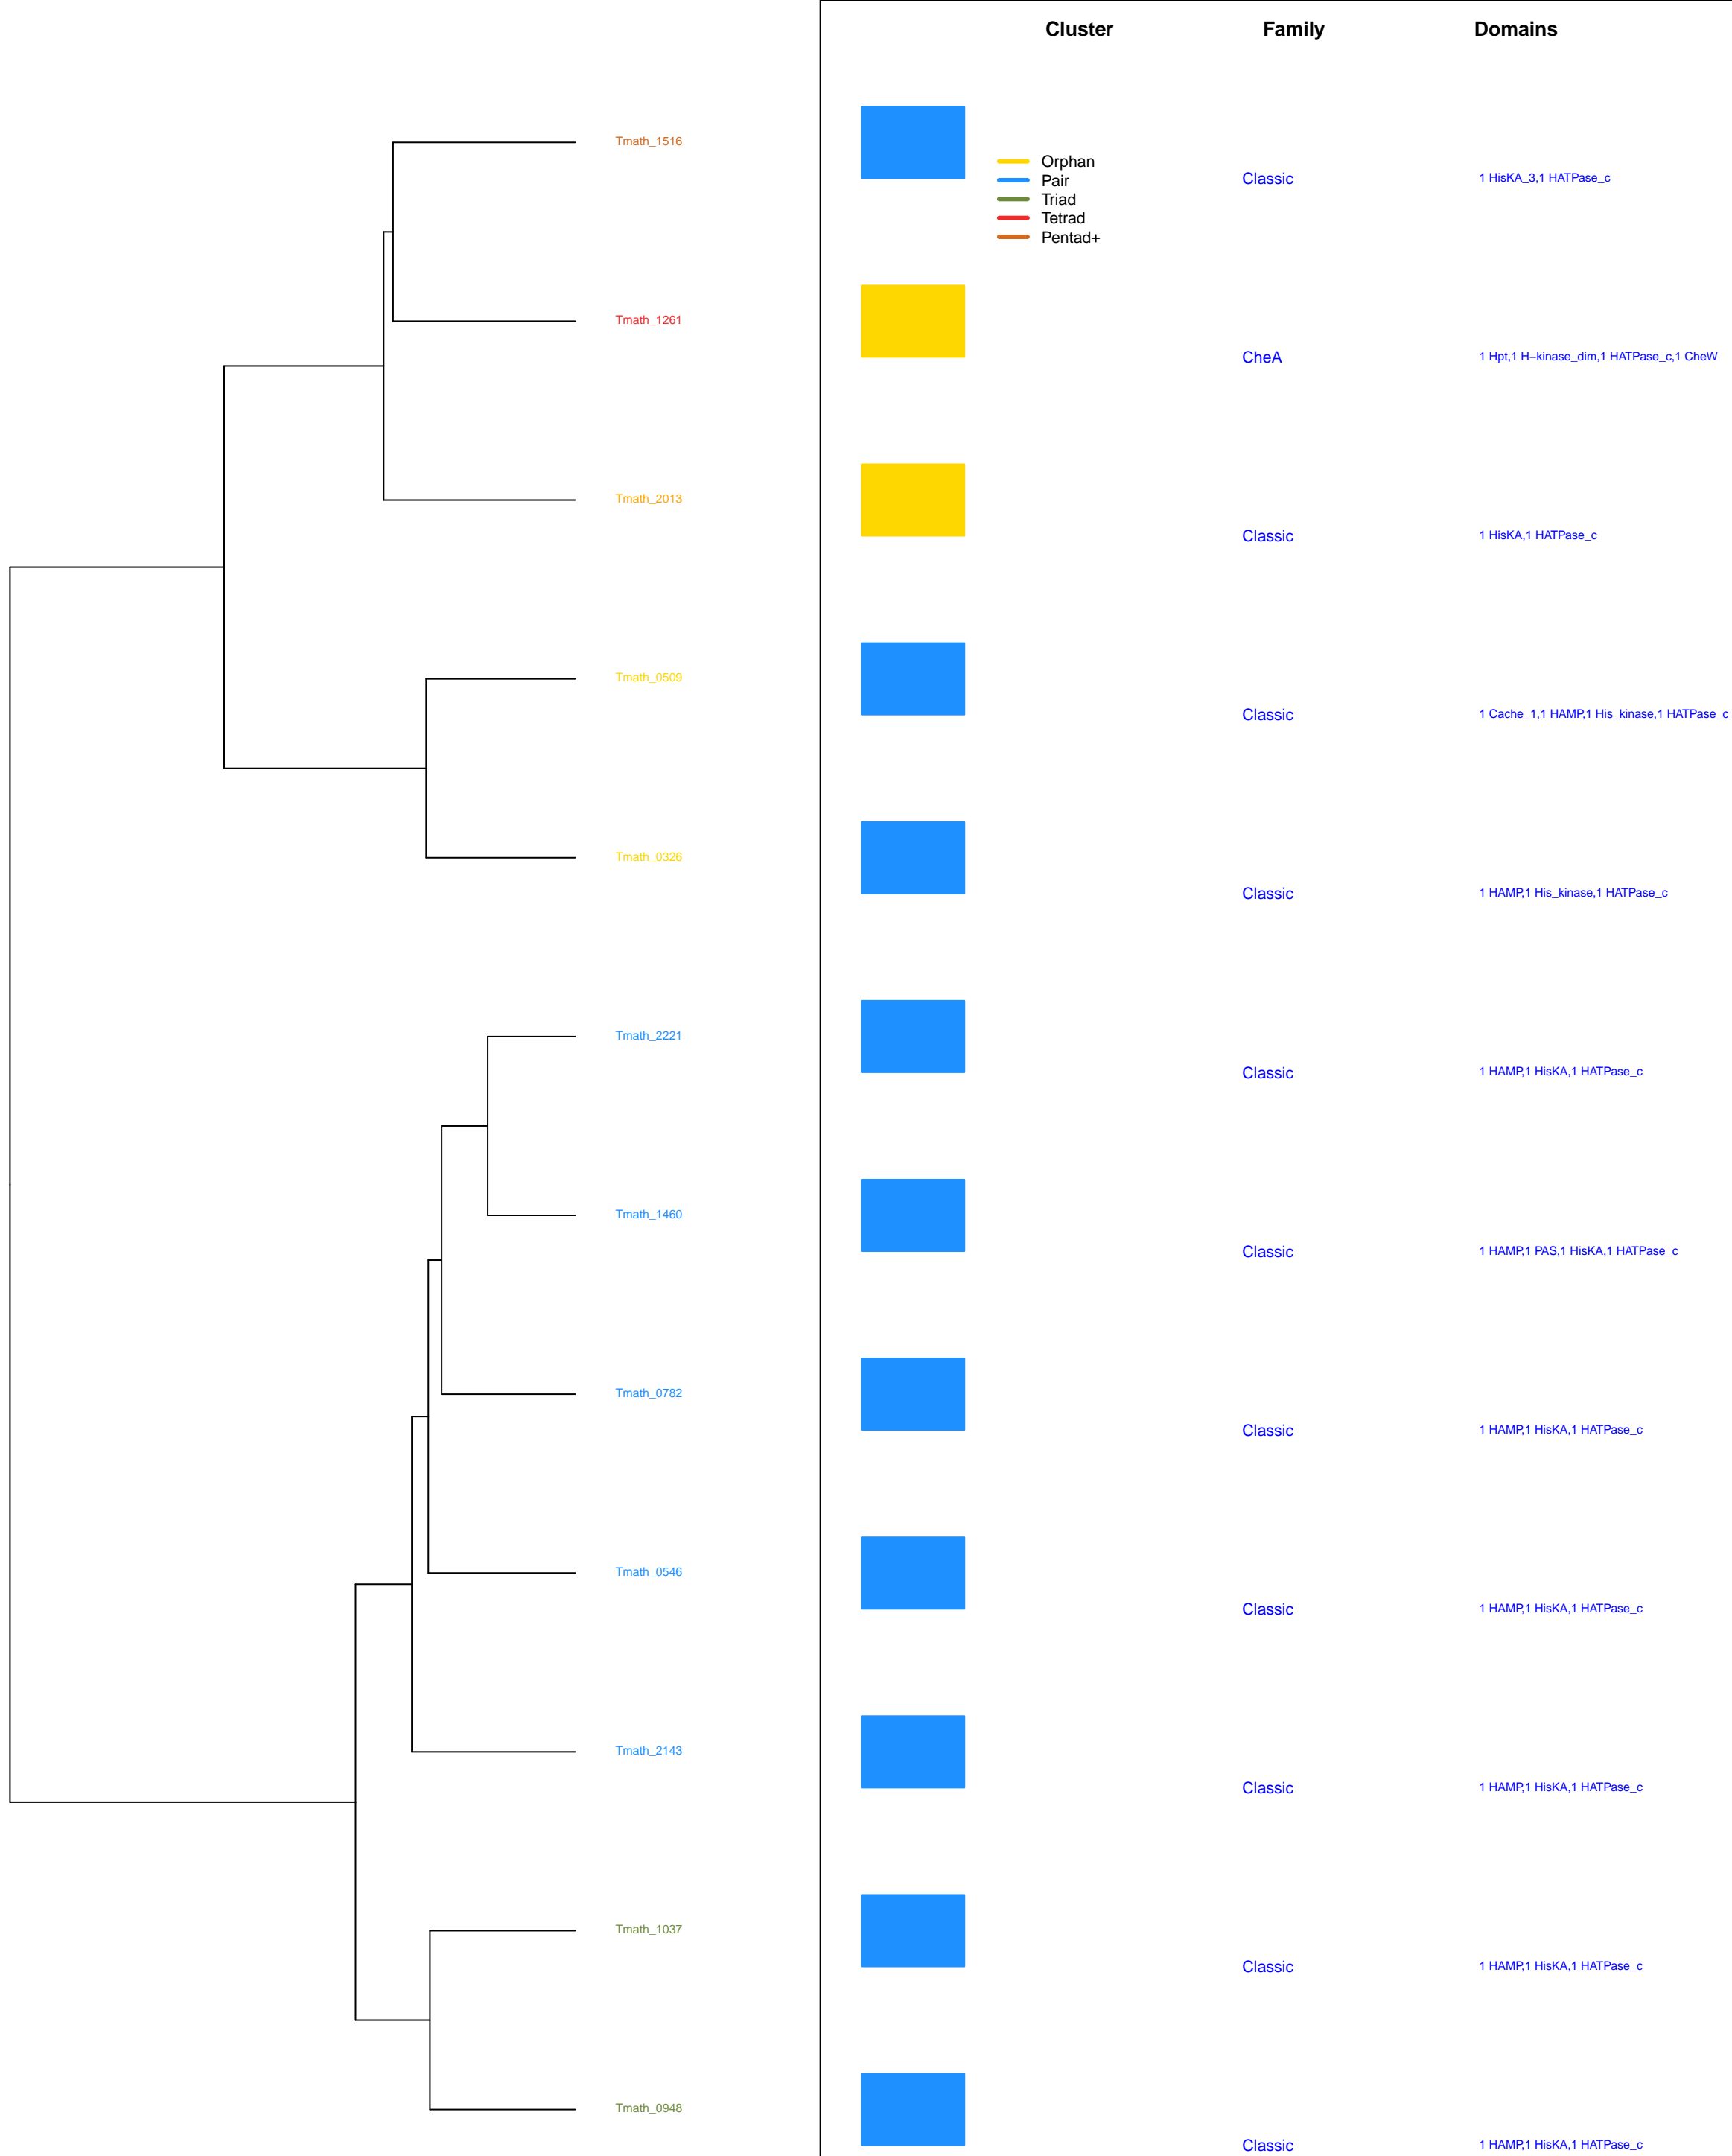 Cluster Family Domains
Tmath_1516
Orphan
Pair
Triad
Tetrad
Pentad+
Classic 1 HisKA_3,1 HATPase_c
Tmath_1261
CheA 1 Hpt,1 H−kinase_dim,1 HATPase_c,1 CheW
Tmath_2013
Classic 1 HisKA,1 HATPase_c
Tmath_0509
Classic 1 Cache_1,1 HAMP,1 His_kinase,1 HATPase_c
Tmath_0326
Classic 1 HAMP,1 His_kinase,1 HATPase_c
Tmath_2221
Classic 1 HAMP,1 HisKA,1 HATPase_c
Tmath_1460
Classic 1 HAMP,1 PAS,1 HisKA,1 HATPase_c
Tmath_0782
Classic 1 HAMP,1 HisKA,1 HATPase_c
Tmath_0546
Classic 1 HAMP,1 HisKA,1 HATPase_c
Tmath_2143
Classic 1 HAMP,1 HisKA,1 HATPase_c
Tmath_1037
Classic 1 HAMP,1 HisKA,1 HATPase_c
Tmath_0948
Classic 1 HAMP,1 HisKA,1 HATPase_c